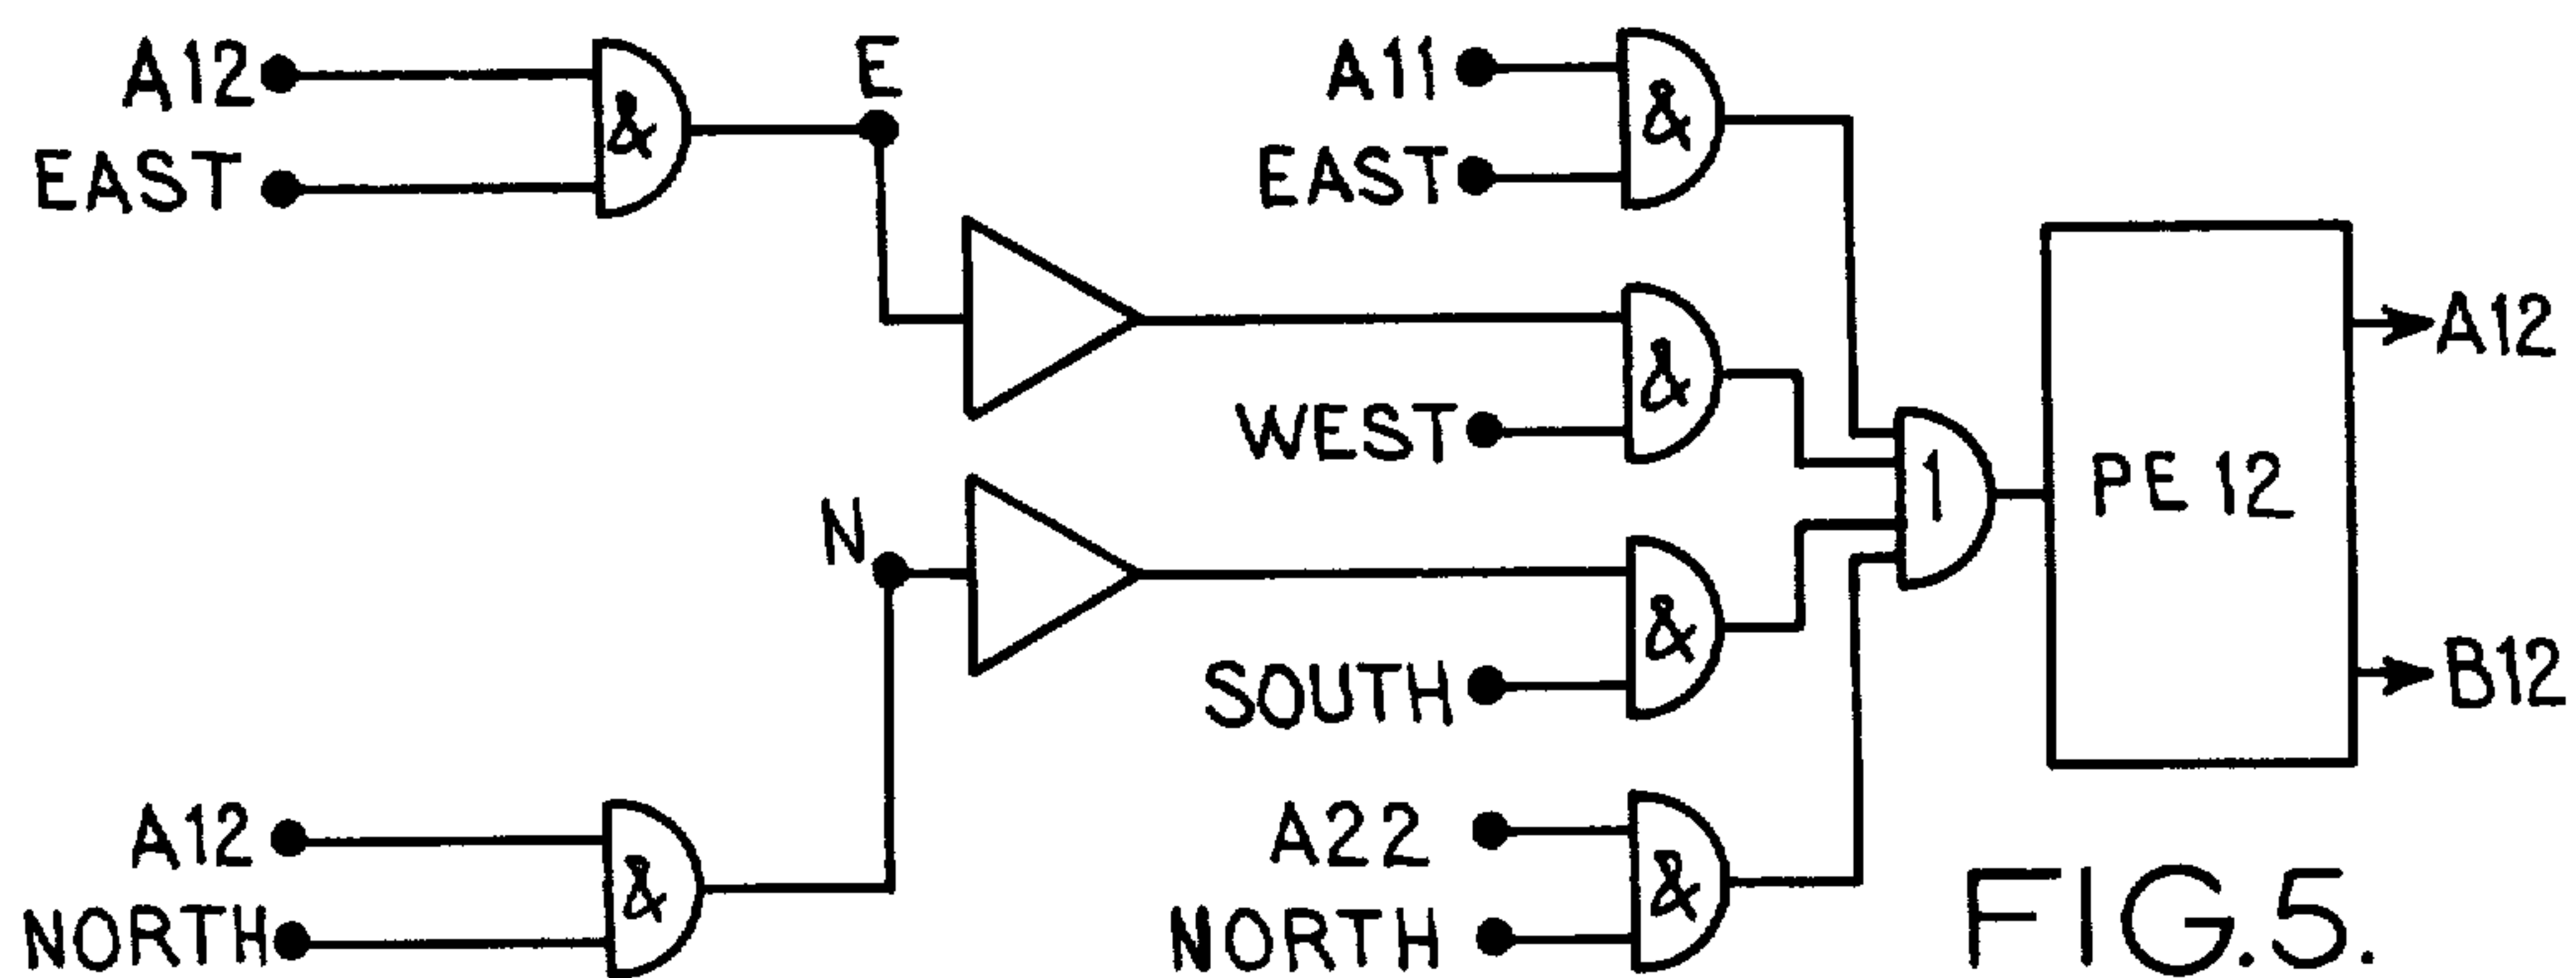 A12
EAST
&
E
A11
EAST
&
WEST
&
A12
N
1
PE 12
SOUTH
&
B12
A12
NORTH
&
A22
NORTH
&
FIG.5.